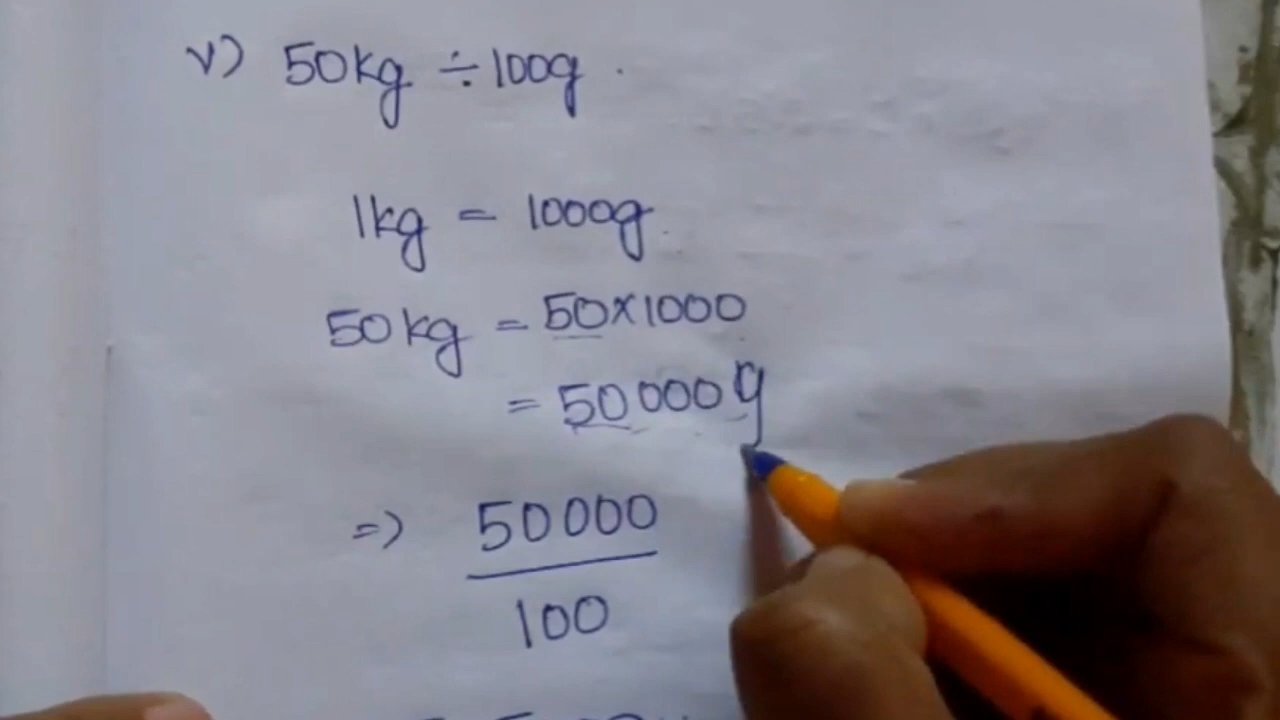 v) 50kg ÷ 100g .
1kg = 1000g
50kg = 50×1000
= 50000g
=> 50000
100